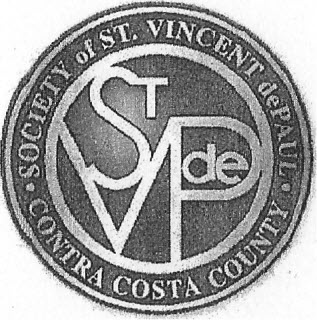 SOCIETY of ST. VINCENT dePAUL
ST
V de P
• CONTRA COSTA COUNTY •